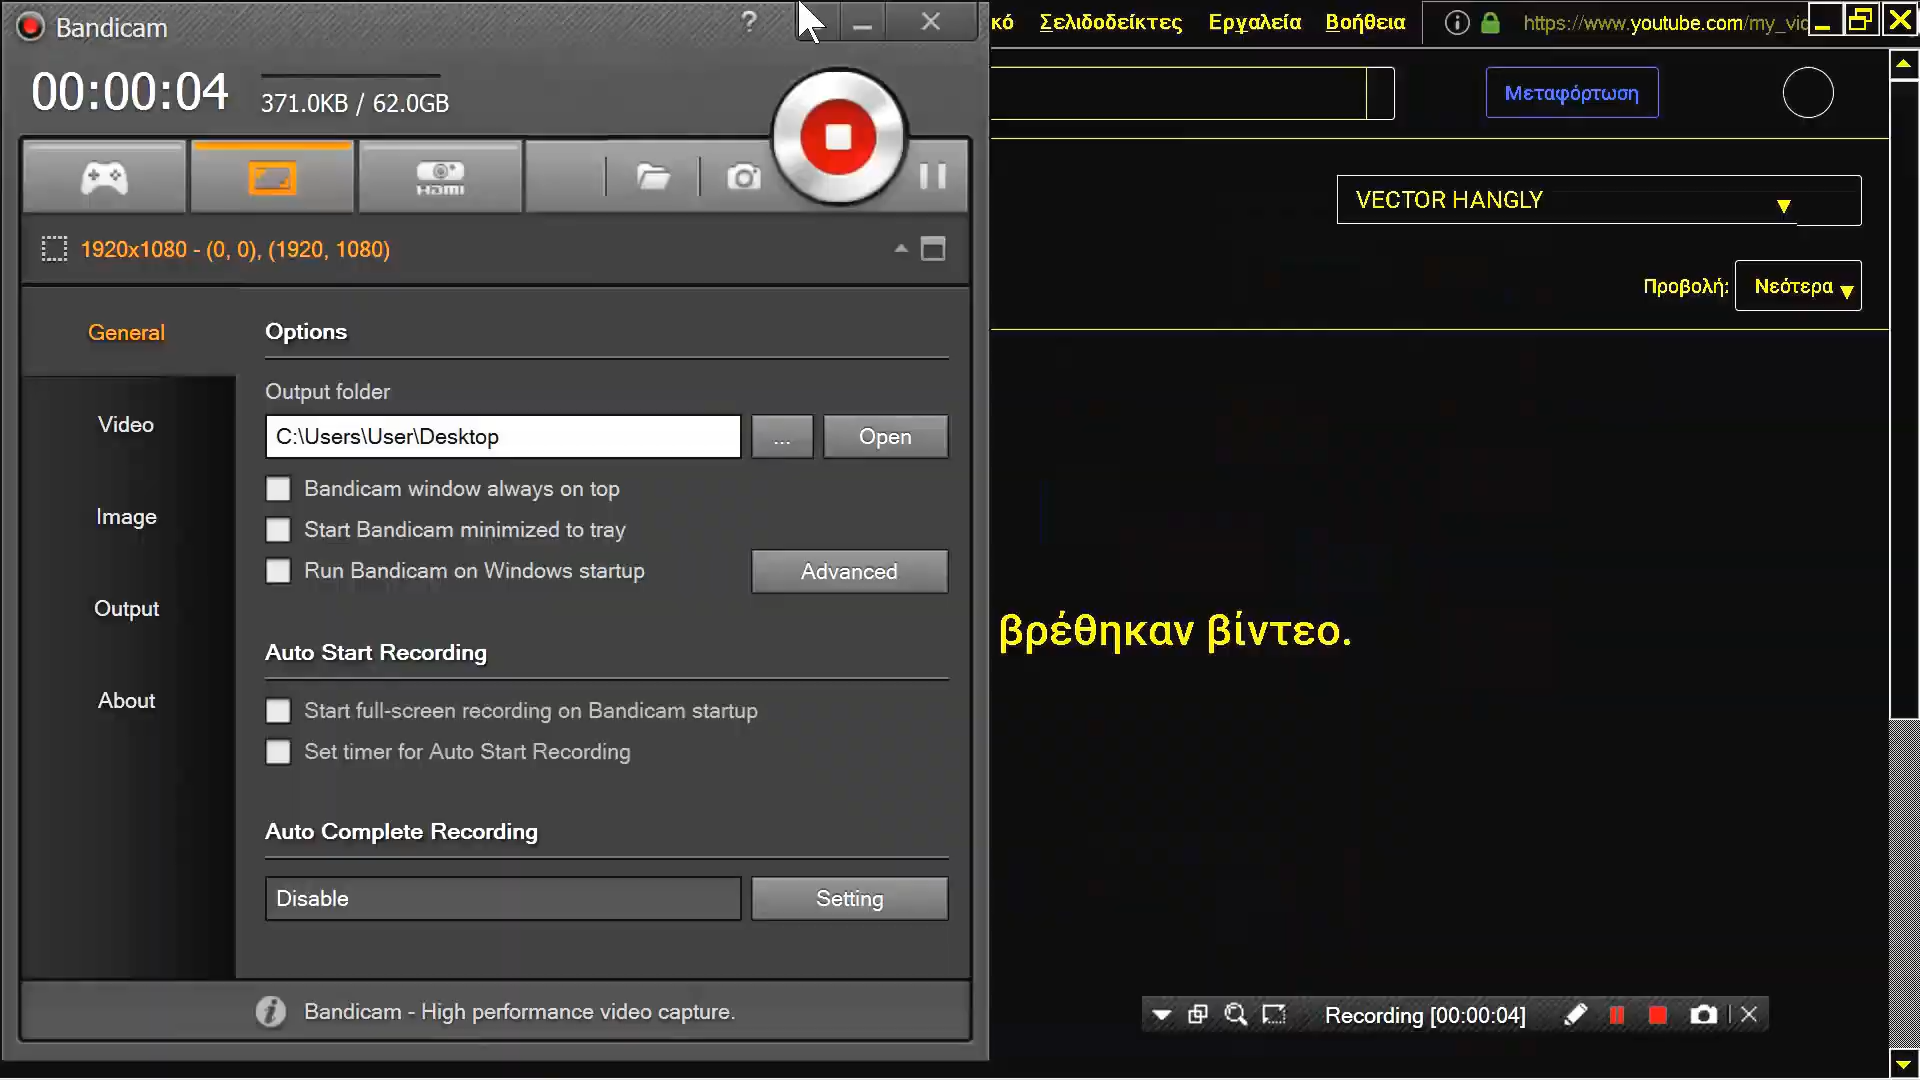 Bandicam
00:00:04
371.0KB / 62.0GB
HDMI
1920x1080 - (0, 0), (1920, 1080)
General
Video
Image
Output
About
Options
Output folder
C:\Users\User\Desktop
...
Open
Bandicam window always on top
Start Bandicam minimized to tray
Run Bandicam on Windows startup
Advanced
Auto Start Recording
Start full-screen recording on Bandicam startup
Set timer for Auto Start Recording
Auto Complete Recording
Disable
Setting
Bandicam - High performance video capture.
κό Σελιδοδείκτες Εργαλεία Βοήθεια
https://www.youtube.com/my_vi
Μεταφόρτωση
VECTOR HANGLY
Προβολή: Νεότερα
βρέθηκαν βίντεο.
Recording [00:00:04]